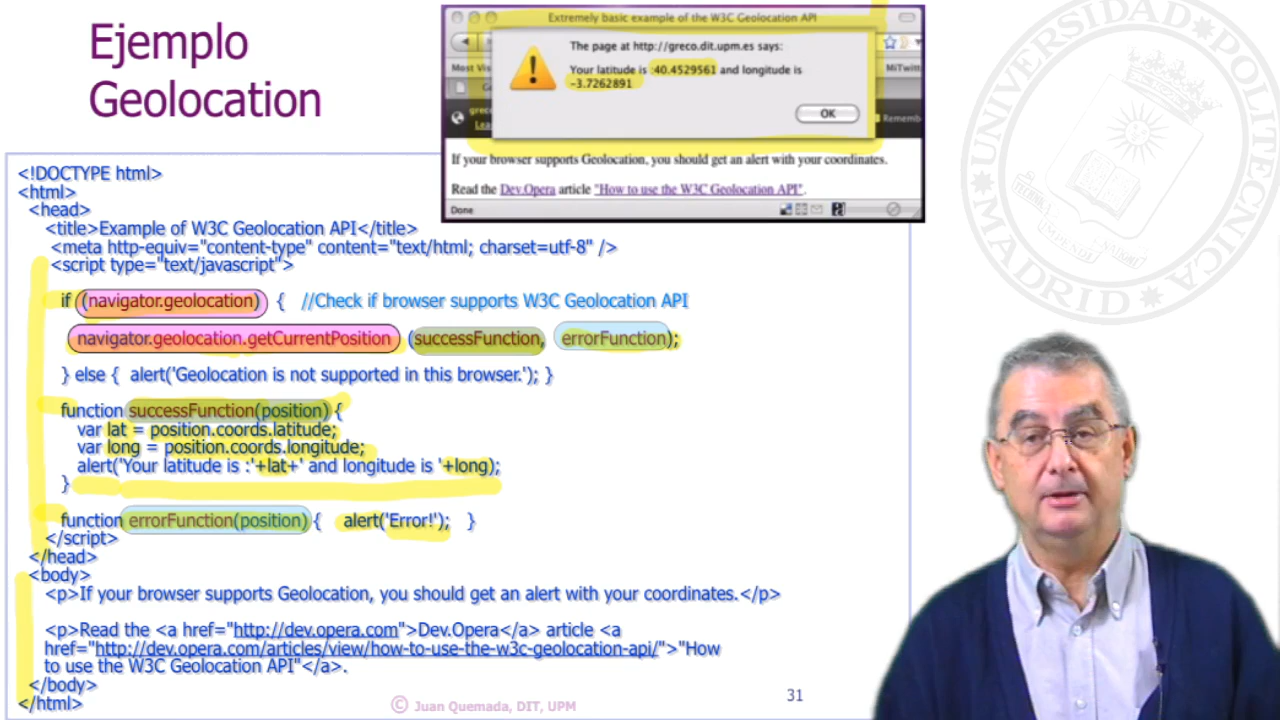 Ejemplo
Geolocation
Extremely basic example of the W3C Geolocation API
The page at http://greco.dit.upm.es says:
Your latitude is :40.4529561 and longitude is
-3.7262891
OK
Most Vis
MiTwitt
Rememb
If your browser supports Geolocation, you should get an alert with your coordinates.
Read the Dev.Opera article "How to use the W3C Geolocation API".
Done
UNIVERSIDAD POLITECNICA
MADRID
<!DOCTYPE html>
<html>
<head>
<title>Example of W3C Geolocation API</title>
<meta http-equiv="content-type" content="text/html; charset=utf-8" />
<script type="text/javascript">
if (navigator.geolocation) { //Check if browser supports W3C Geolocation API
navigator.geolocation.getCurrentPosition (successFunction, errorFunction);
} else { alert('Geolocation is not supported in this browser.'); }
function successFunction(position) {
var lat = position.coords.latitude;
var long = position.coords.longitude;
alert('Your latitude is :'+lat+' and longitude is '+long);
}
function errorFunction(position) { alert('Error!'); }
</script>
</head>
<body>
<p>If your browser supports Geolocation, you should get an alert with your coordinates.</p>
<p>Read the <a href="http://dev.opera.com">Dev.Opera</a> article <a
href="http://dev.opera.com/articles/view/how-to-use-the-w3c-geolocation-api/">"How
to use the W3C Geolocation API"</a>.
</body>
</html>
© Juan Quemada, DIT, UPM
31